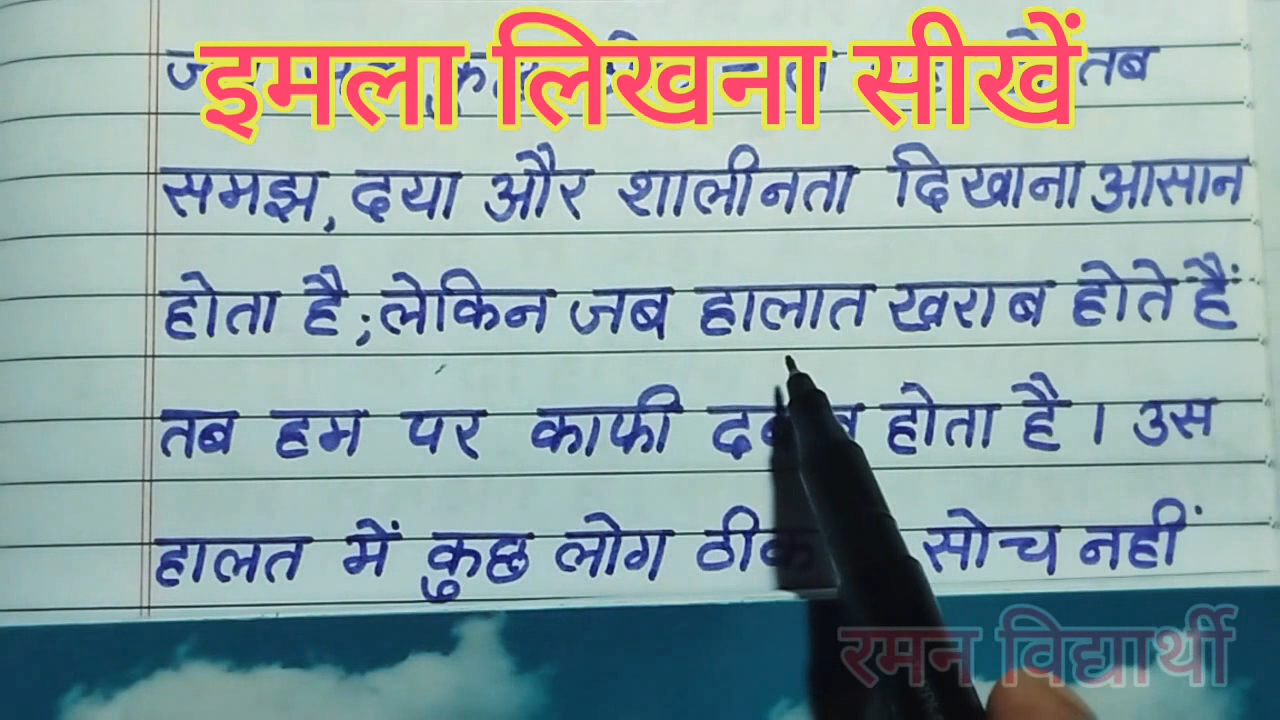 इमला लिखना सीखें
तब
समझ, दया और शालीनता दिखाना आसान
होता है ; लेकिन जब हालात खराब होते हैं
तब हम पर काफी होता है । उस
हालत में कुछ लोग ठीक सोच नहीं
रमन विद्यार्थी